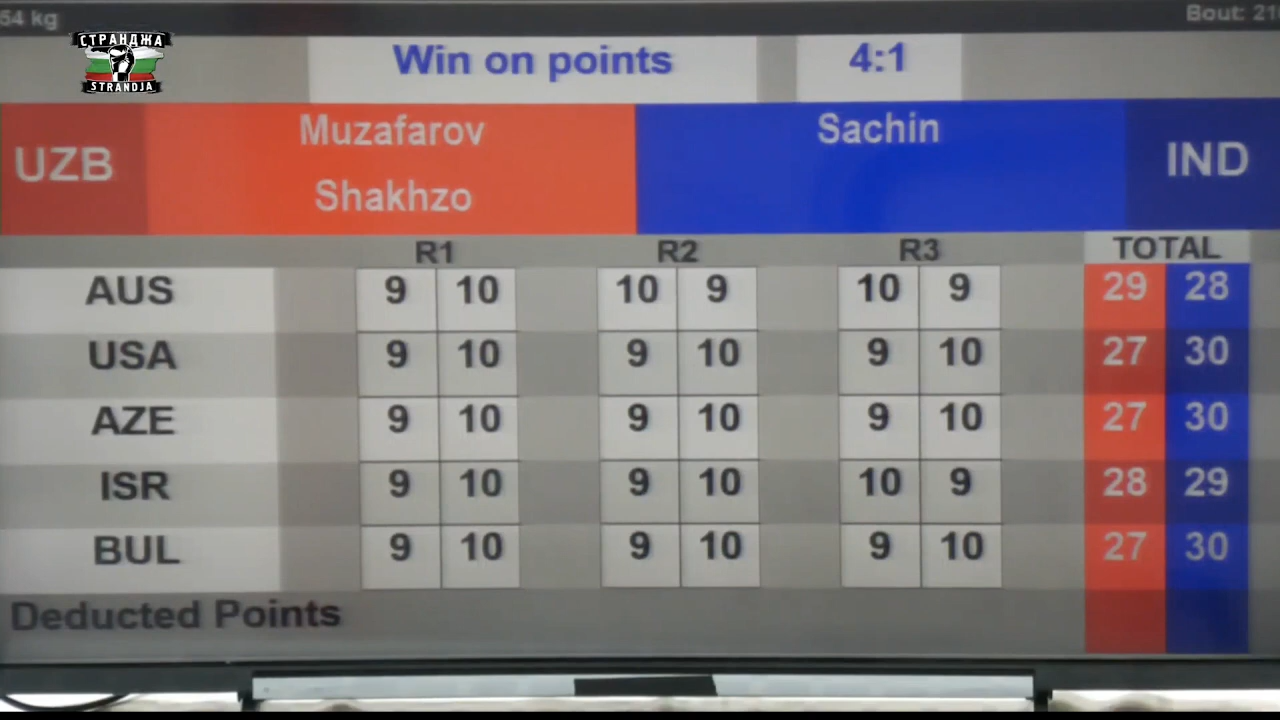 54 kg
Bout: 21
СТРАНДЖА
STRANDJA
Win on points 4:1
UZB Muzafarov Sachin IND
Shakhzo
R1 R2 R3 TOTAL
AUS 9 10 10 9 10 9 29 28
USA 9 10 9 10 9 10 27 30
AZE 9 10 9 10 9 10 27 30
ISR 9 10 9 10 10 9 28 29
BUL 9 10 9 10 9 10 27 30
Deducted Points